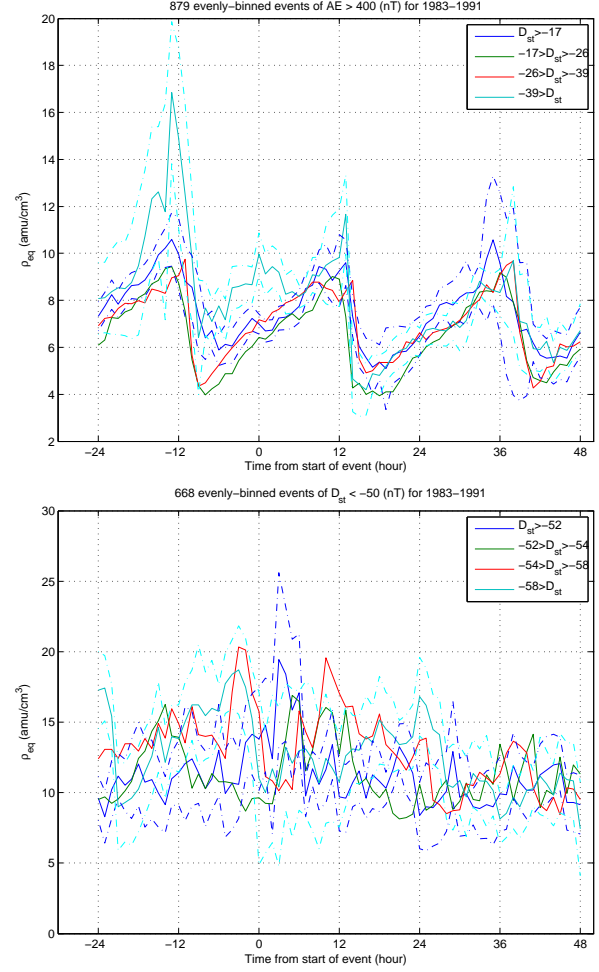 879 evenly−binned events of AE > 400 (nT) for 1983−1991
20
18
16
14
12
10
8
6
4
2
ρeq (amu/cm3)
Dst>−17
−17>Dst>−26
−26>Dst>−39
−39>Dst
−24 −12 0 12 24 36 48
Time from start of event (hour)
668 evenly−binned events of Dst < −50 (nT) for 1983−1991
30
25
20
15
10
5
0
ρeq (amu/cm3)
Dst>−52
−52>Dst>−54
−54>Dst>−58
−58>Dst
−24 −12 0 12 24 36 48
Time from start of event (hour)